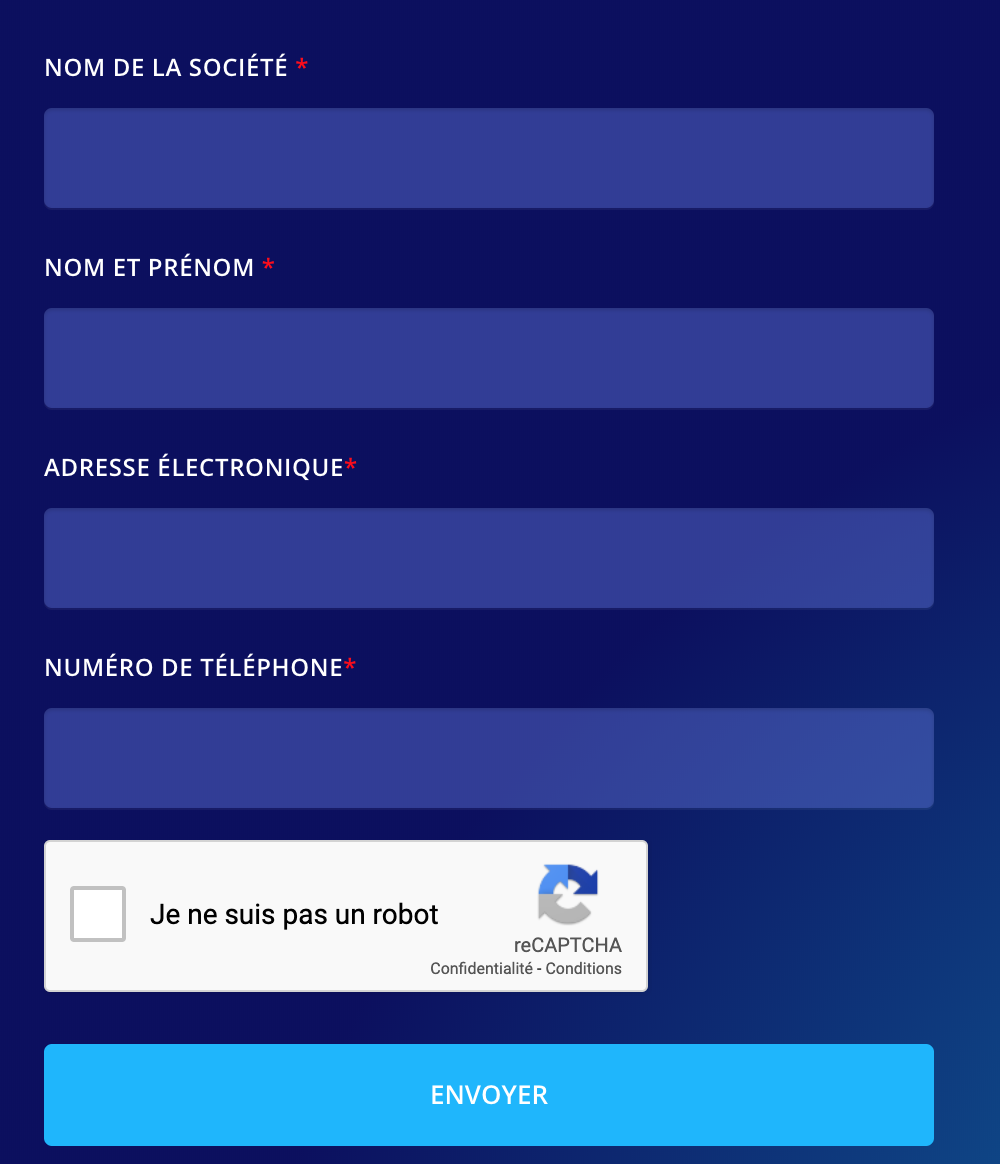 NOM DE LA SOCIÉTÉ *
NOM ET PRÉNOM *
ADRESSE ÉLECTRONIQUE*
NUMÉRO DE TÉLÉPHONE*
Je ne suis pas un robot
reCAPTCHA
Confidentialité - Conditions
ENVOYER